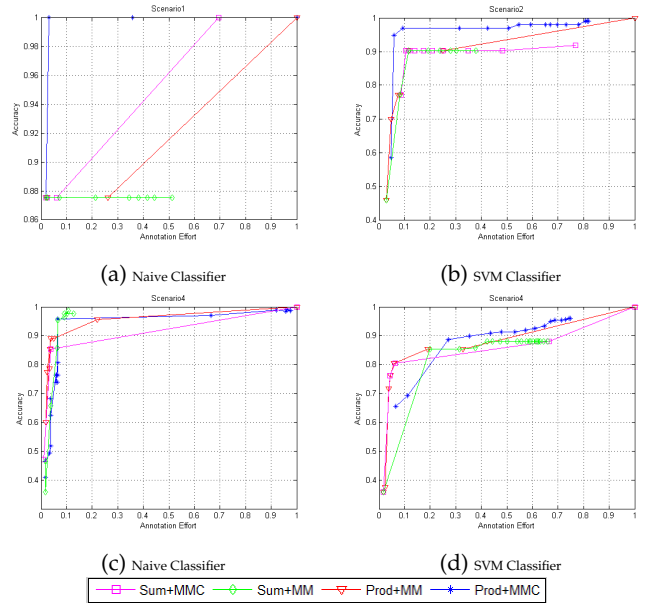 Scenario1
Accuracy
1
0.98
0.96
0.94
0.92
0.9
0.88
0.86
0 0.1 0.2 0.3 0.4 0.5 0.6 0.7 0.8 0.9 1
Annotation Effort
(a) Naive Classifier
Scenario2
Accuracy
1
0.9
0.8
0.7
0.6
0.5
0.4
0 0.1 0.2 0.3 0.4 0.5 0.6 0.7 0.8 0.9 1
Annotation Effort
(b) SVM Classifier
Scenario4
Accuracy
1
0.9
0.8
0.7
0.6
0.5
0.4
0 0.1 0.2 0.3 0.4 0.5 0.6 0.7 0.8 0.9 1
Annotation Effort
(c) Naive Classifier
Scenario4
Accuracy
1
0.9
0.8
0.7
0.6
0.5
0.4
0 0.1 0.2 0.3 0.4 0.5 0.6 0.7 0.8 0.9 1
Annotation Effort
(d) SVM Classifier
Sum+MMC Sum+MM Prod+MM Prod+MMC